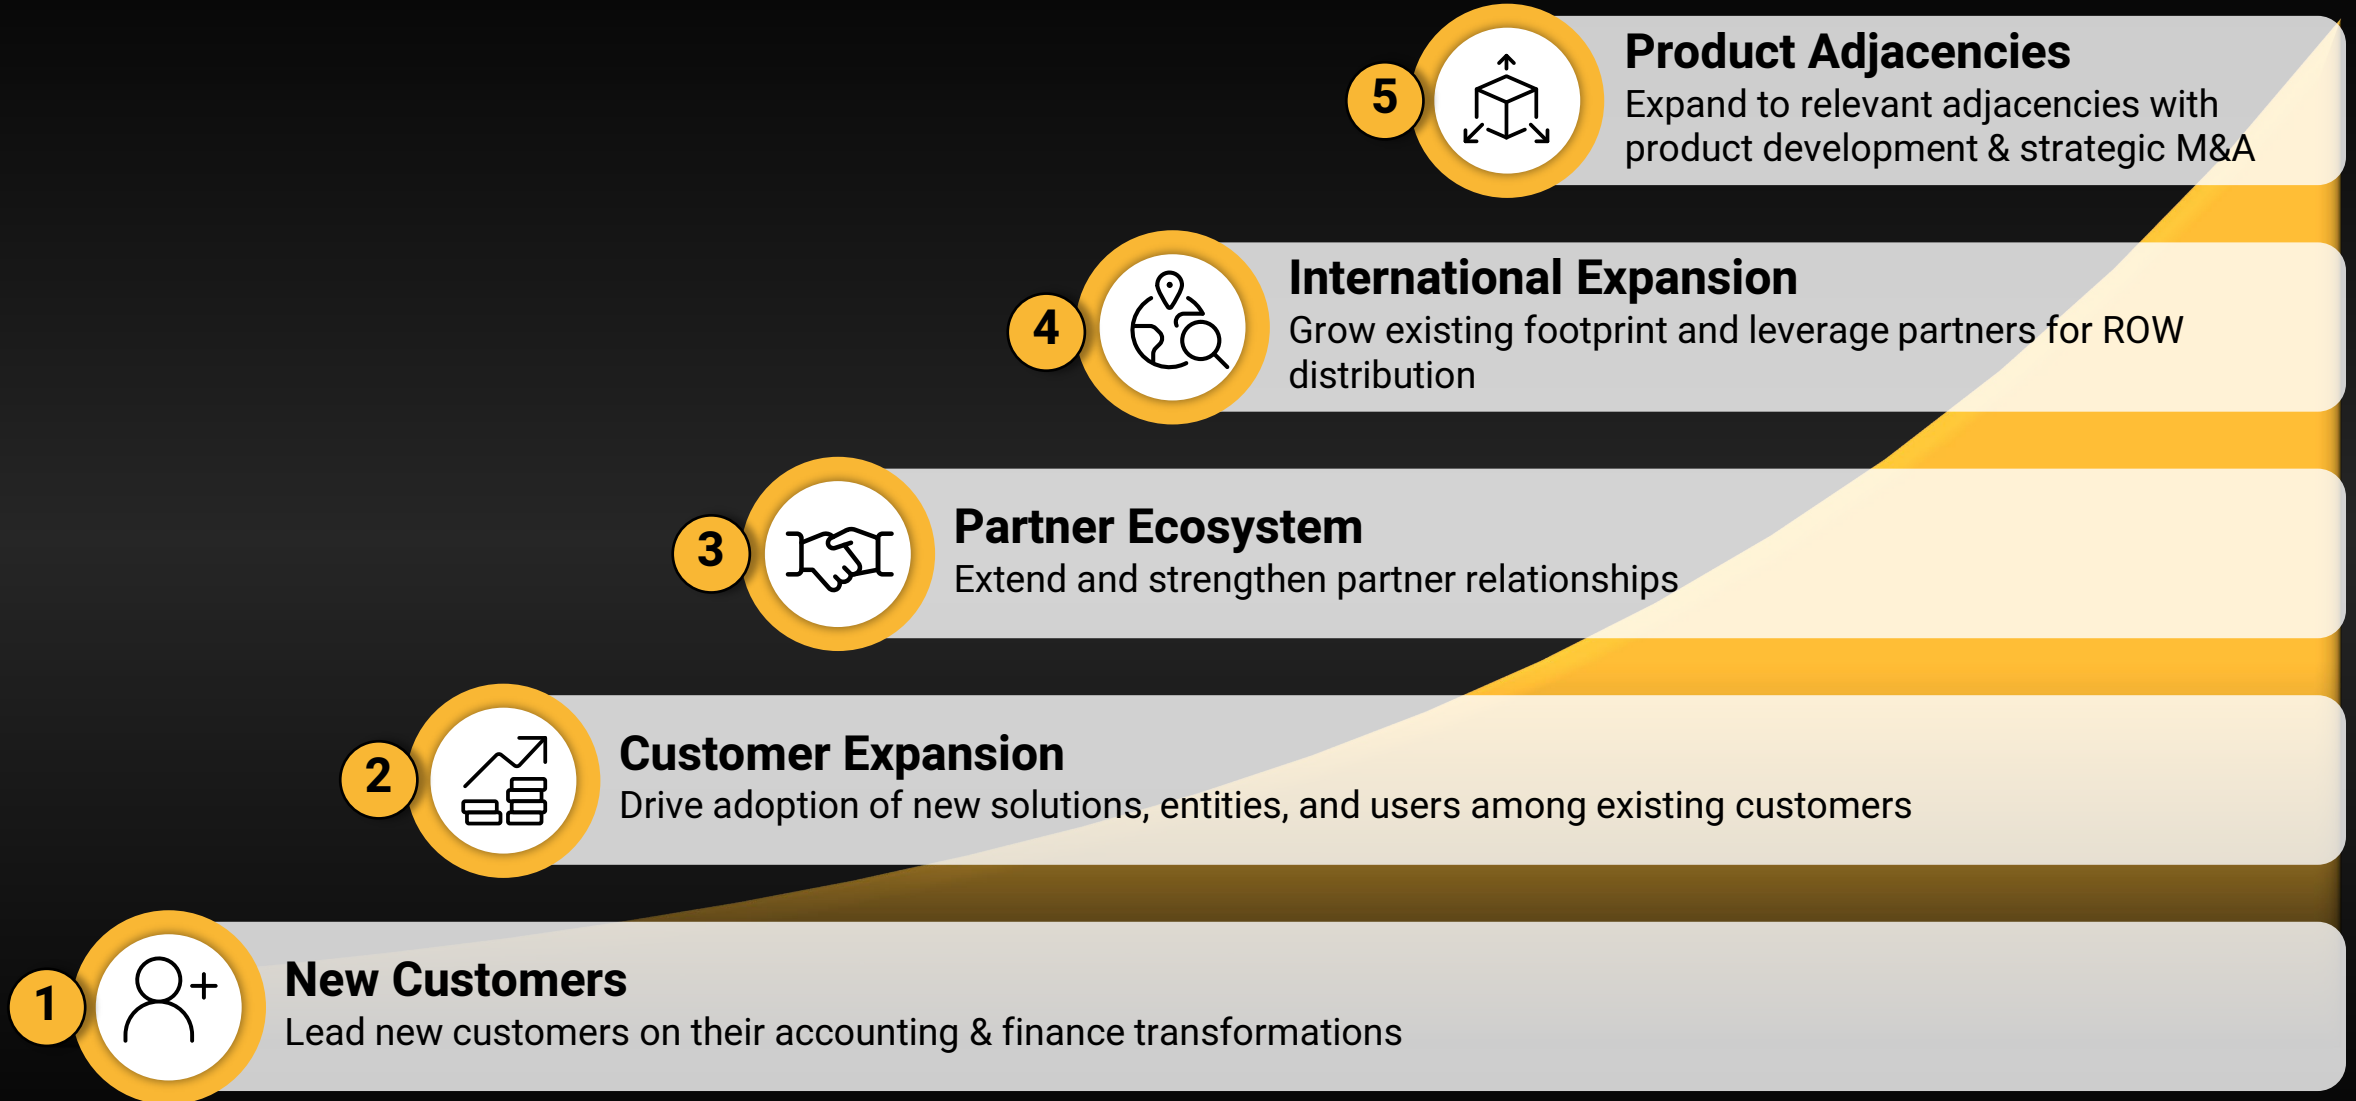 5
Product Adjacencies
Expand to relevant adjacencies with
product development & strategic M&A
4
International Expansion
Grow existing footprint and leverage partners for ROW
distribution
3
Partner Ecosystem
Extend and strengthen partner relationships
2
Customer Expansion
Drive adoption of new solutions, entities, and users among existing customers
1
New Customers
Lead new customers on their accounting & finance transformations